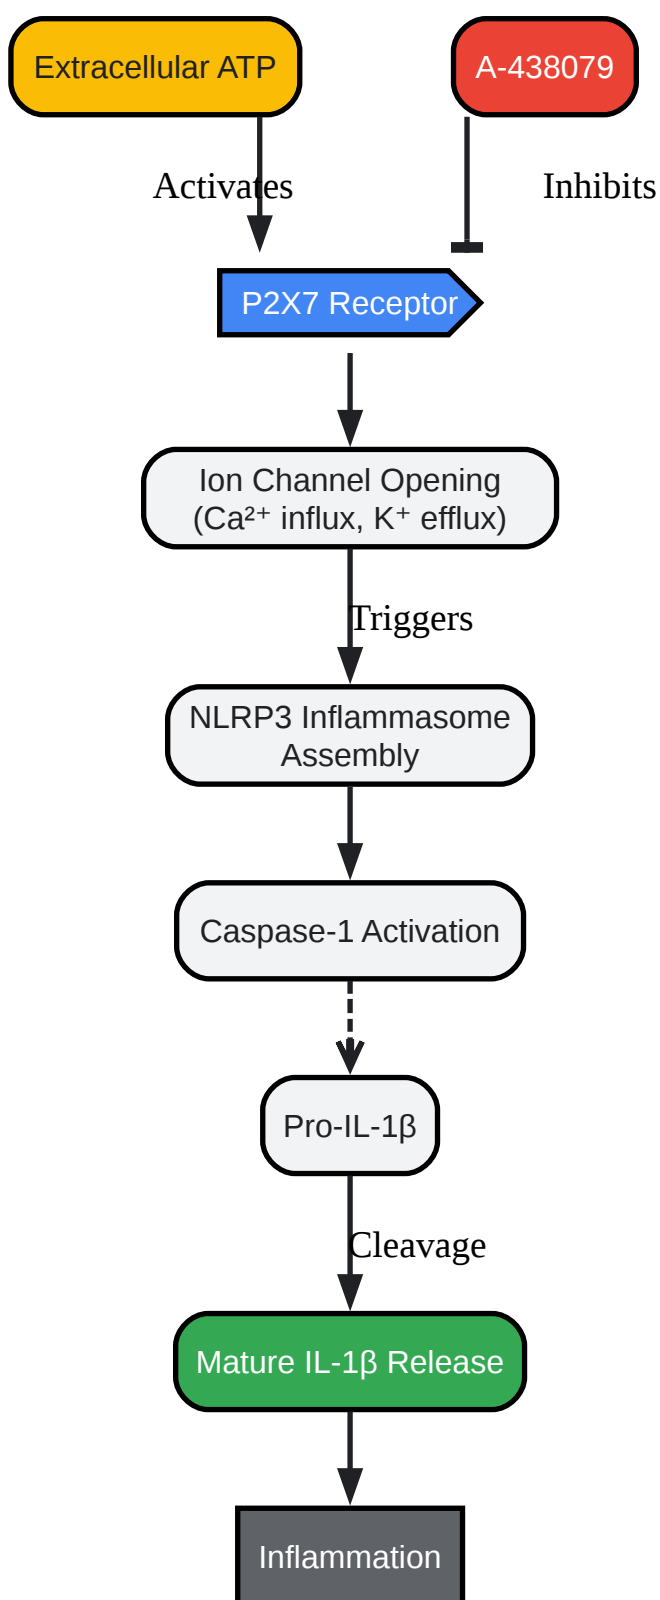 Extracellular ATP
A-438079
Activates
Inhibits
P2X7 Receptor
Ion Channel Opening
(Ca²⁺ influx, K⁺ efflux)
Triggers
NLRP3 Inflammasome
Assembly
Caspase-1 Activation
Pro-IL-1β
Cleavage
Mature IL-1β Release
Inflammation